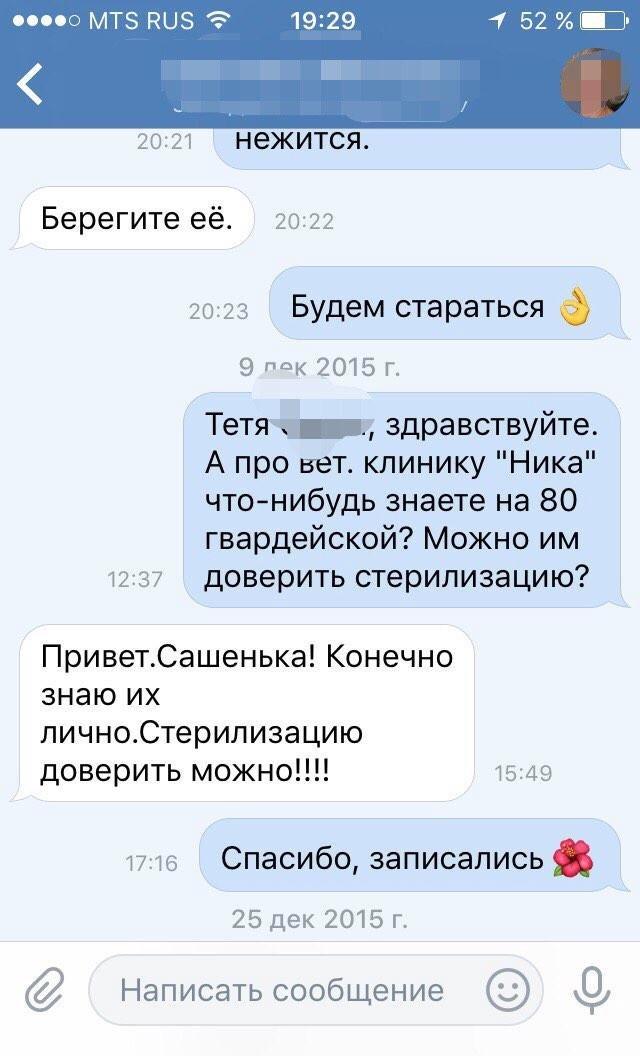 MTS RUS 19:29 52 %
20:21 нежится.
Берегите её. 20:22
20:23 Будем стараться
9 дек 2015 г.
Тетя , здравствуйте.
А про вет. клинику "Ника"
что-нибудь знаете на 80
гвардейской? Можно им
12:37 доверить стерилизацию?
Привет.Сашенька! Конечно
знаю их
лично.Стерилизацию
доверить можно!!!!
15:49
17:16 Спасибо, записались
25 дек 2015 г.
Написать сообщение